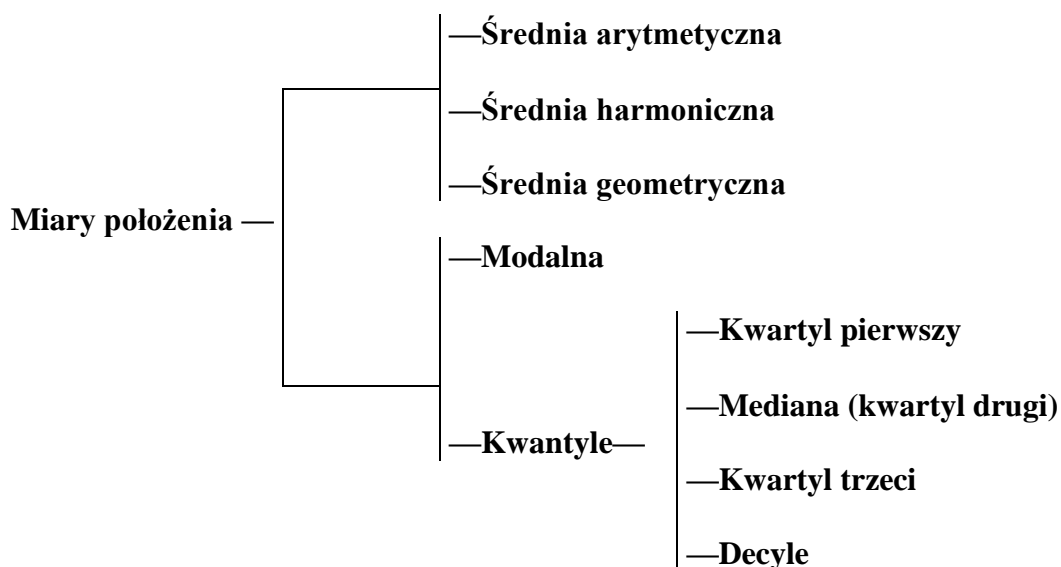 —Średnia arytmetyczna
—Średnia harmoniczna
—Średnia geometryczna
Miary położenia —
—Modalna
—Kwartyl pierwszy
—Mediana (kwartyl drugi)
—Kwantyle—
—Kwartyl trzeci
—Decyle